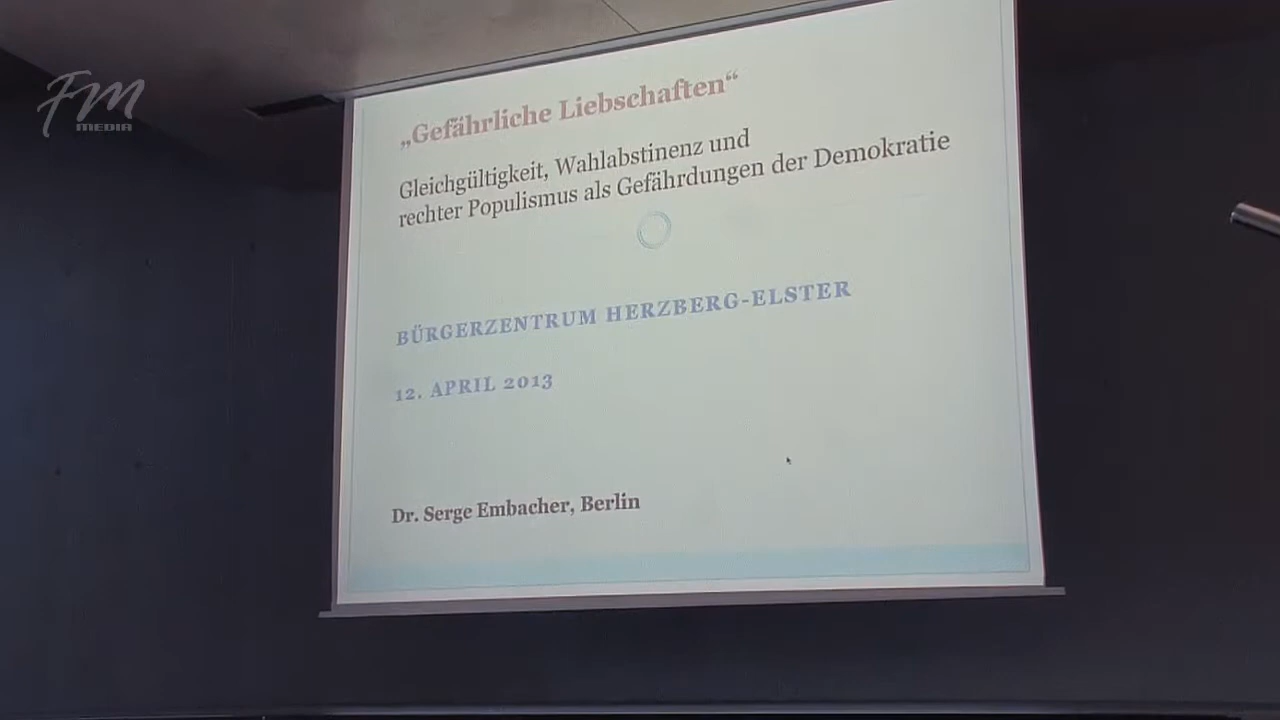 FM
MEDIA
„Gefährliche Liebschaften“
Gleichgültigkeit, Wahlabstinenz und
rechter Populismus als Gefährdungen der Demokratie
BÜRGERZENTRUM HERZBERG-ELSTER
12. APRIL 2013
Dr. Serge Embacher, Berlin